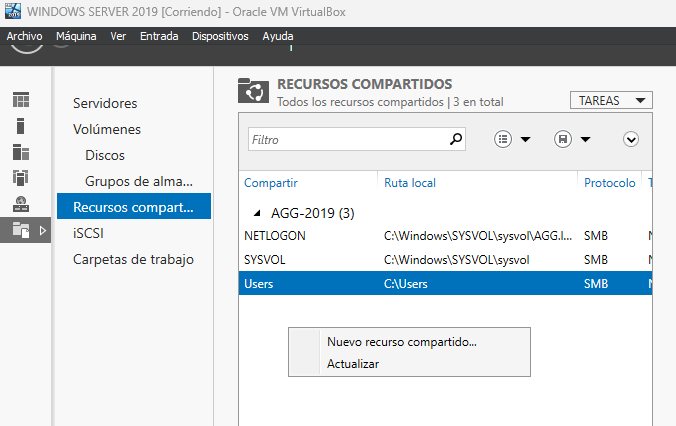 WINDOWS SERVER 2019 [Corriendo] - Oracle VM VirtualBox
Archivo Máquina Ver Entrada Dispositivos Ayuda
Servidores
Volúmenes
Discos
Grupos de alma...
Recursos compart...
iSCSI
Carpetas de trabajo
RECURSOS COMPARTIDOS
Todos los recursos compartidos | 3 en total
TAREAS
Filtro
Compartir Ruta local Protocolo
AGG-2019 (3)
NETLOGON C:\Windows\SYSVOL\sysvol\AGG.l... SMB
SYSVOL C:\Windows\SYSVOL\sysvol SMB
Users C:\Users SMB
Nuevo recurso compartido...
Actualizar